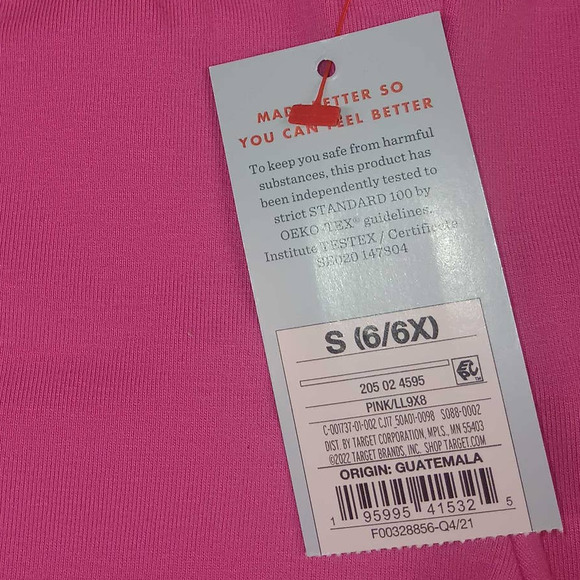 MADE BETTER SO
YOU CAN FEEL BETTER
To keep you safe from harmful
substances, this product has
been independently tested to
strict STANDARD 100 by
OEKO-TEX® guidelines.
Institute TESTEX / Certificate
SE020 147804
S (6/6X)
205 02 4595
EPC
PINK/LL9X8
C-001737-01-002 CJ17_50A01-0098 S088-0002
DIST. BY TARGET CORPORATION, MPLS., MN 55403
©2022 TARGET BRANDS, INC. SHOP TARGET.COM
ORIGIN: GUATEMALA
1 95995 41532 5
F00328856-Q4/21